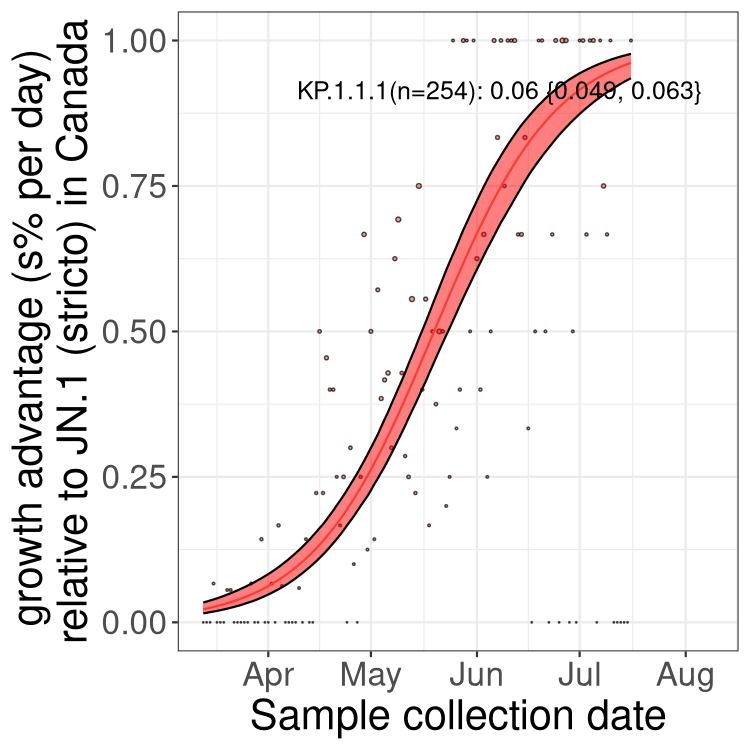 growth advantage (s% per day)
relative to JN.1 (stricto) in Canada
1.00
0.75
0.50
0.25
0.00
KP.1.1.1(n=254): 0.06 {0.049, 0.063}
Apr May Jun Jul Aug
Sample collection date